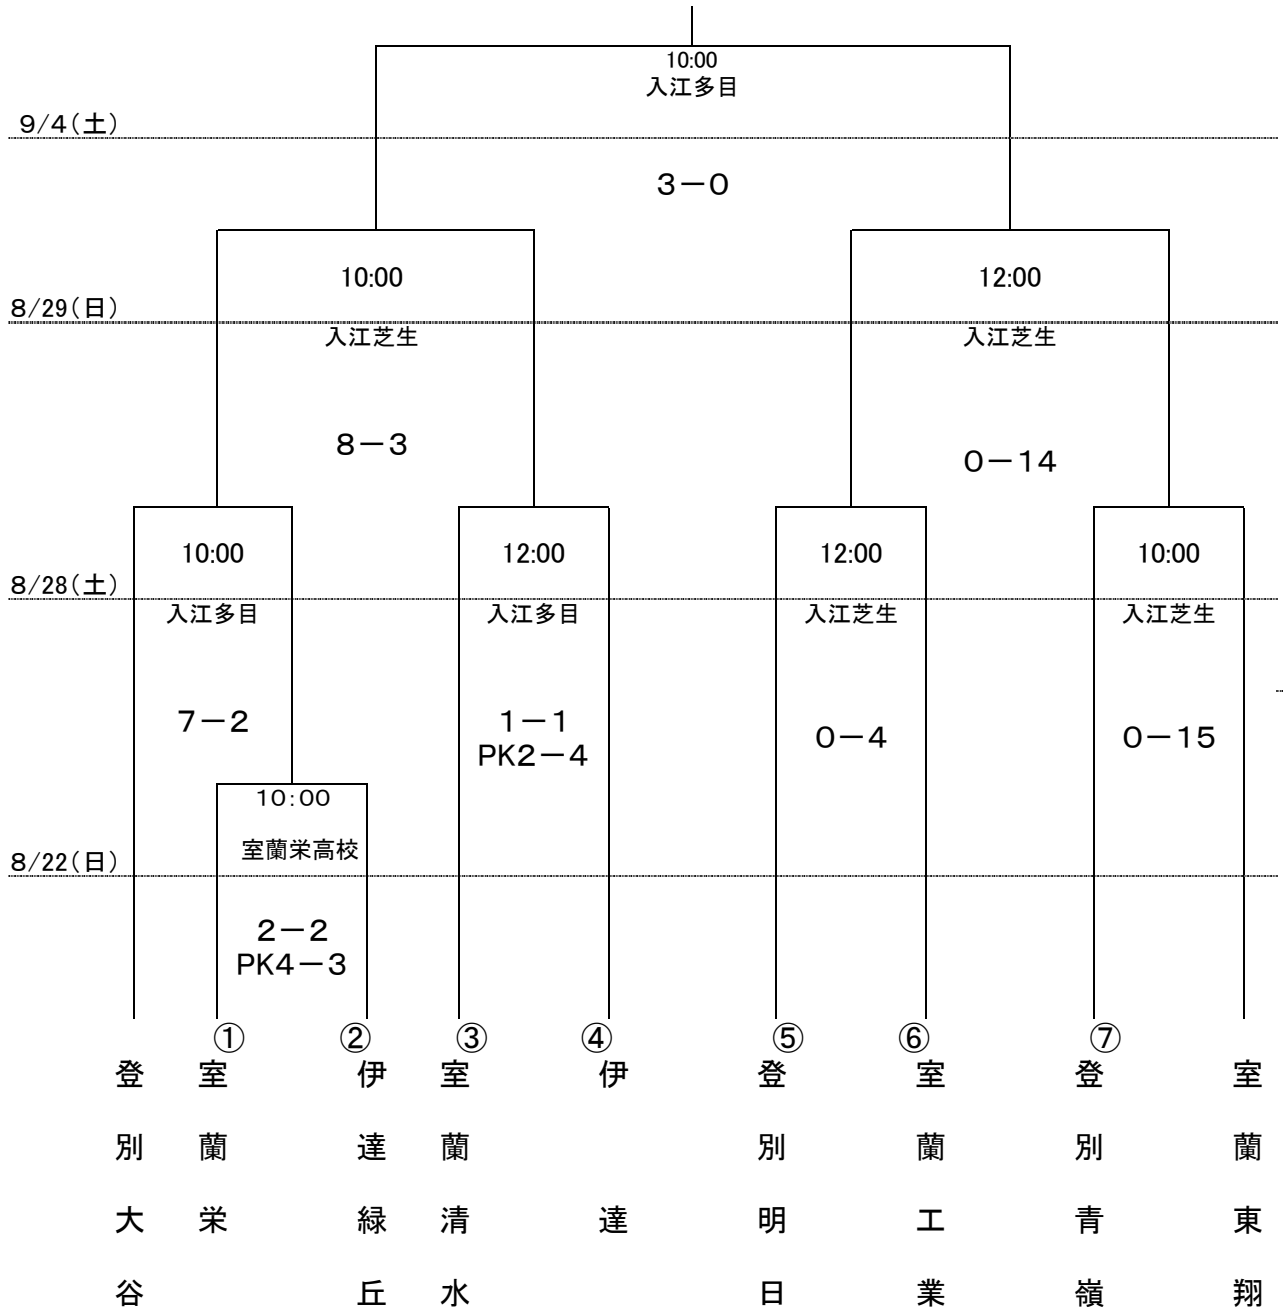 10:00
入江多目
9/4(土)
3-0
10:00
12:00
8/29(日)
入江芝生
入江芝生
8-3
0-14
10:00
12:00
12:00
10:00
8/28(土)
入江多目
入江多目
入江芝生
入江芝生
7-2
1-1
PK2-4
0-4
0-15
10:00
室蘭栄高校
8/22(日)
2-2
PK4-3
①
②
③
④
⑤
⑥
⑦
登別大谷
室蘭栄
伊達緑丘
室蘭清水
伊達
登別明日
室蘭工業
登別青嶺
室蘭東翔